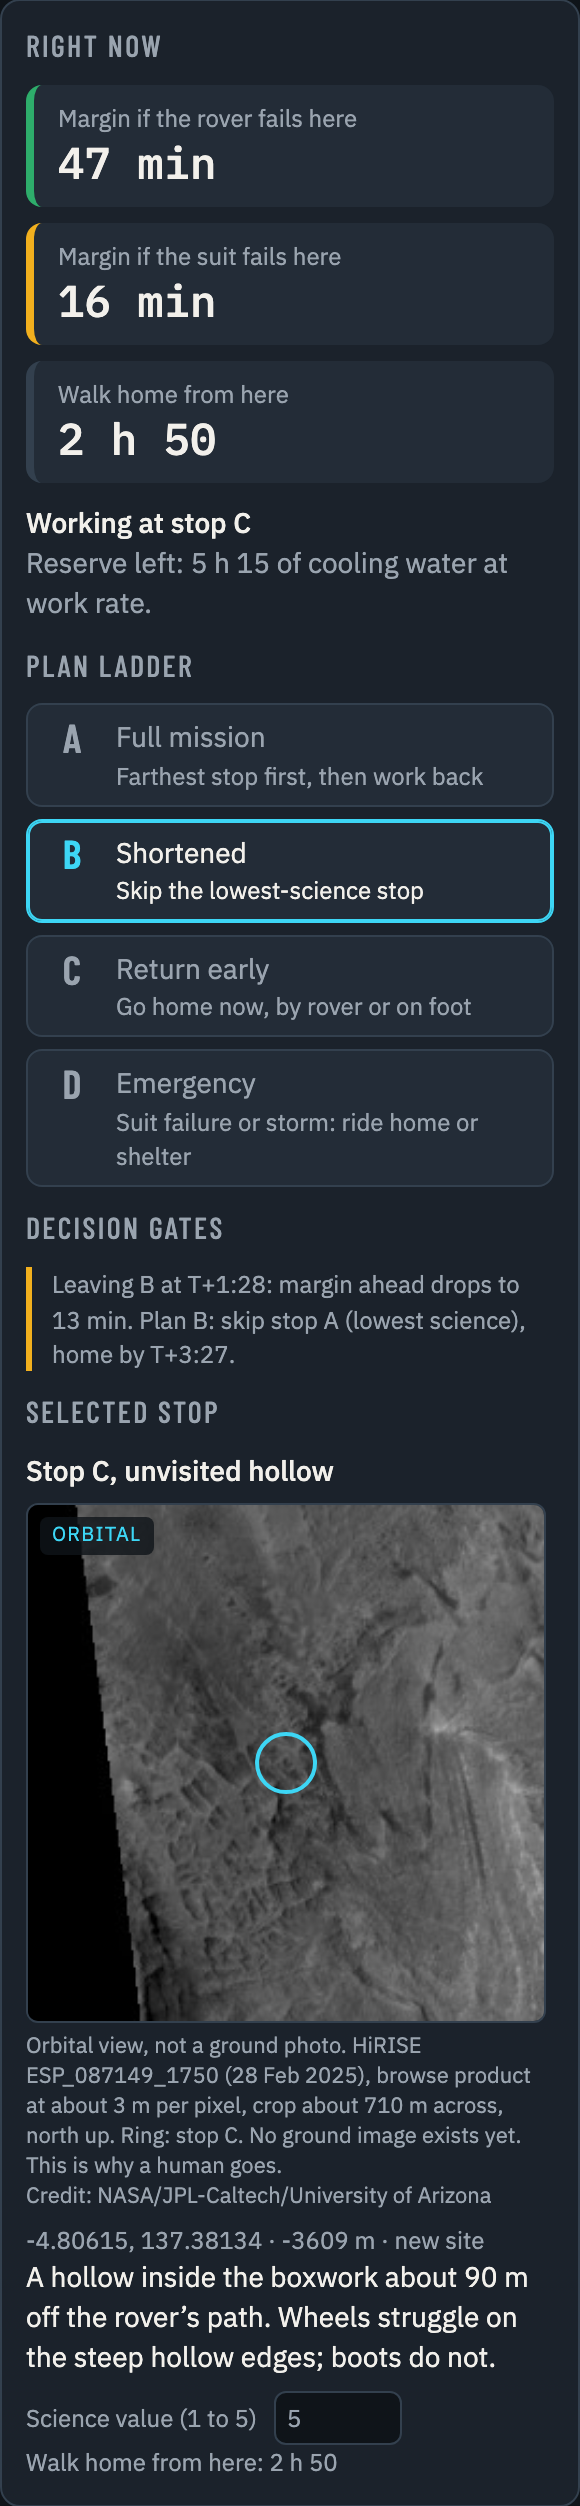 RIGHT NOW
Margin if the rover fails here
47 min
Margin if the suit fails here
16 min
Walk home from here
2 h 50
Working at stop C
Reserve left: 5 h 15 of cooling water at
work rate.
PLAN LADDER
A Full mission
Farthest stop first, then work back
B Shortened
Skip the lowest-science stop
C Return early
Go home now, by rover or on foot
D Emergency
Suit failure or storm: ride home or
shelter
DECISION GATES
Leaving B at T+1:28: margin ahead drops to
13 min. Plan B: skip stop A (lowest science),
home by T+3:27.
SELECTED STOP
Stop C, unvisited hollow
ORBITAL
Orbital view, not a ground photo. HiRISE
ESP_087149_1750 (28 Feb 2025), browse product
at about 3 m per pixel, crop about 710 m across,
north up. Ring: stop C. No ground image exists yet.
This is why a human goes.
Credit: NASA/JPL-Caltech/University of Arizona
-4.80615, 137.38134 · -3609 m · new site
A hollow inside the boxwork about 90 m
off the rover’s path. Wheels struggle on
the steep hollow edges; boots do not.
Science value (1 to 5) 5
Walk home from here: 2 h 50